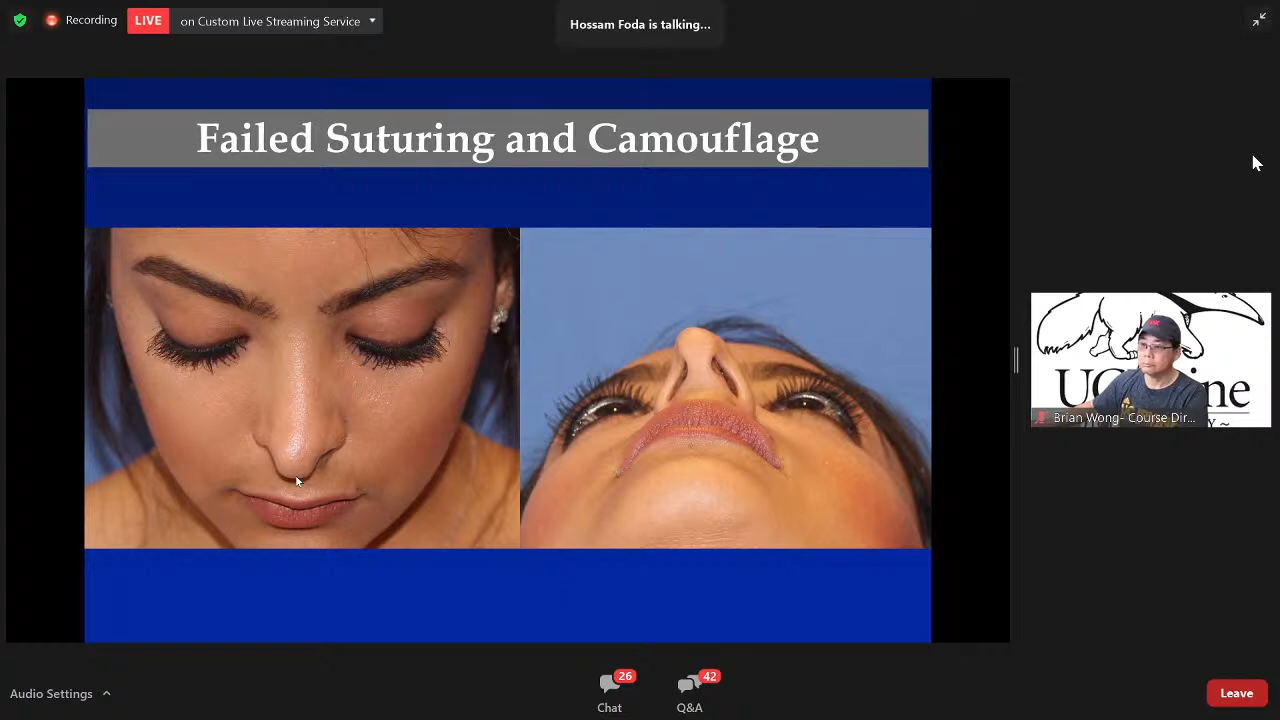 Recording
LIVE
on Custom Live Streaming Service
Hossam Foda is talking...
Failed Suturing and Camouflage
Brian Wong- Course Dir...
26
42
Audio Settings
Chat
Q&A
Leave